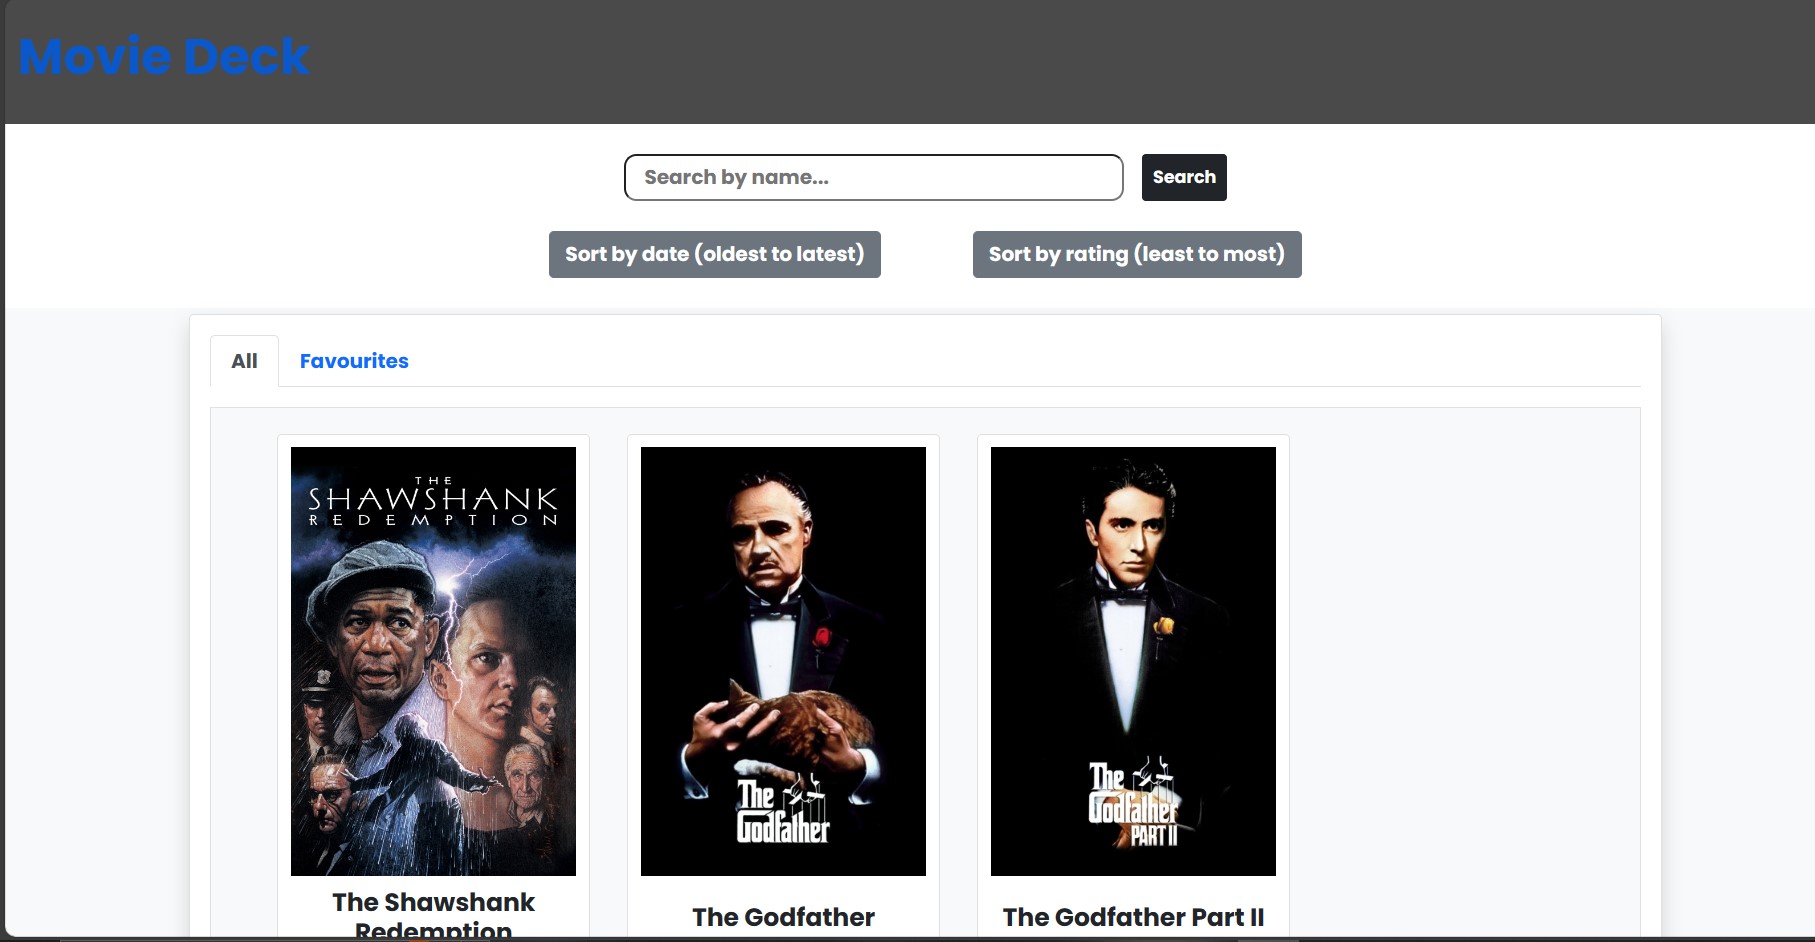 Movie Deck
Search by name...
Search
Sort by date (oldest to latest)
Sort by rating (least to most)
All
Favourites
THE
SHAWSHANK
REDEMPTION
The
Godfather
The
Godfather
PART II
The Shawshank
Redemption
The Godfather
The Godfather Part II